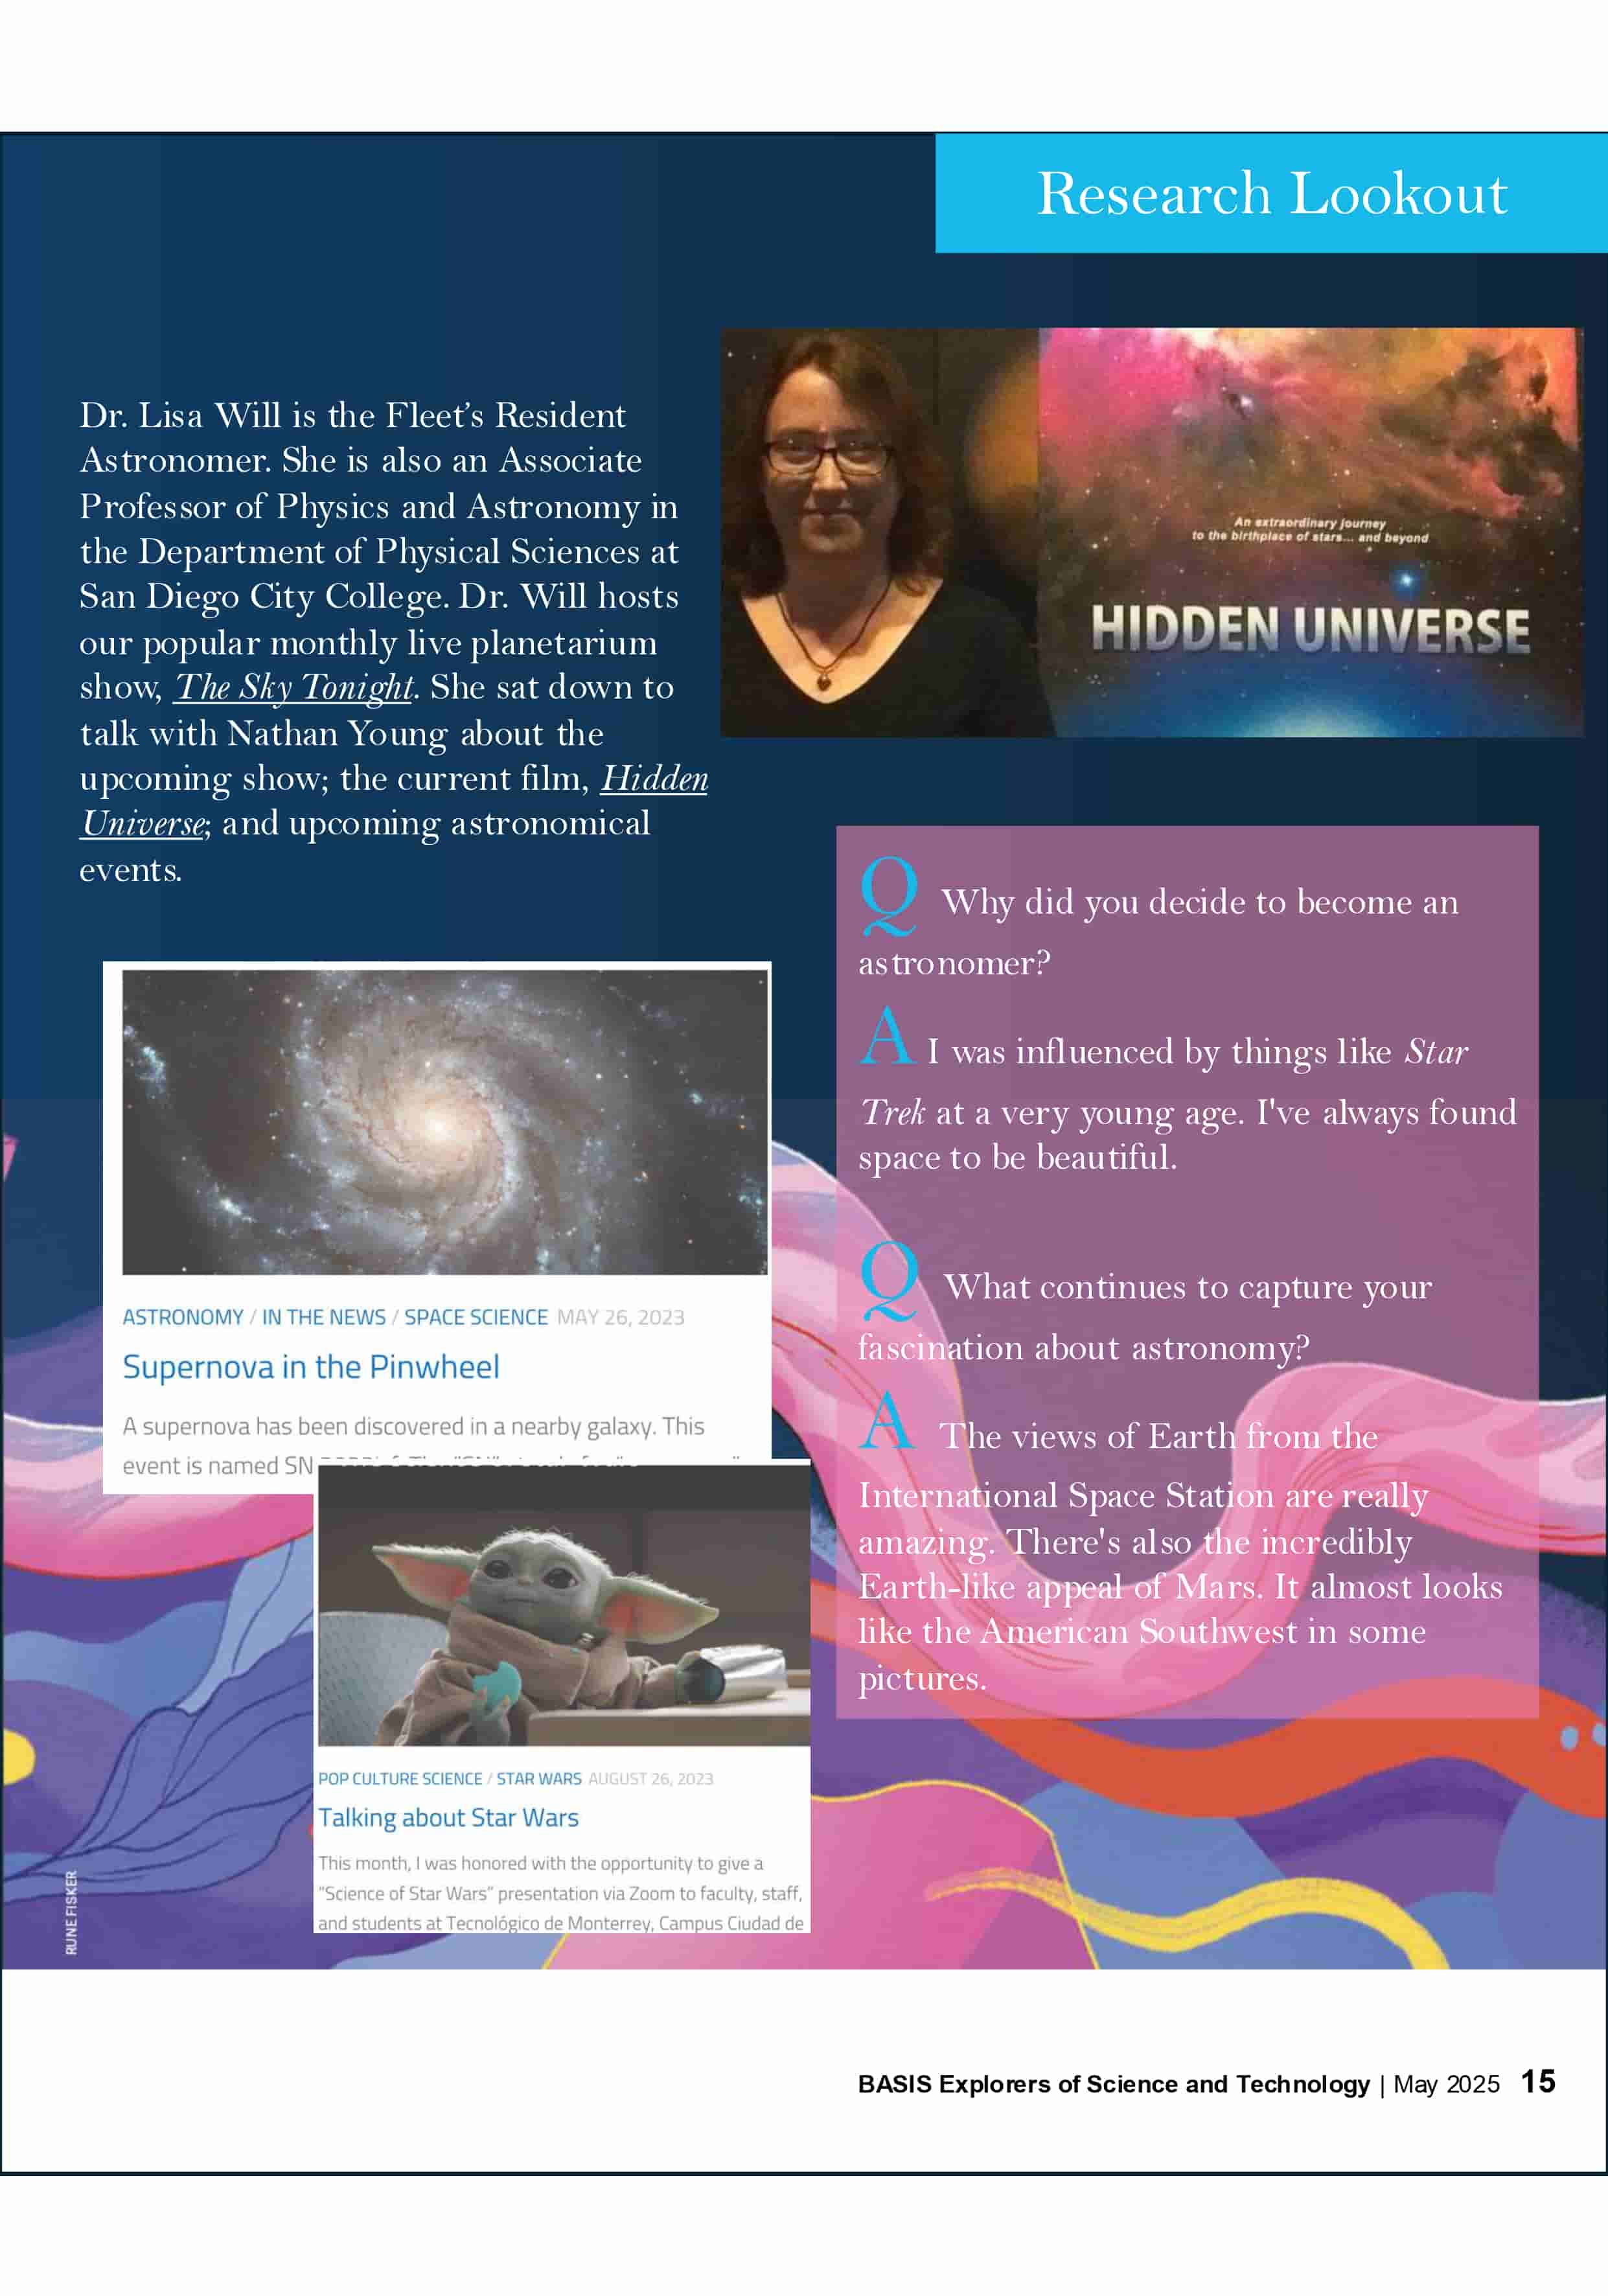 Research Lookout
Dr. Lisa Will is the Fleet’s Resident
Astronomer. She is also an Associate
Professor of Physics and Astronomy in
the Department of Physical Sciences at
San Diego City College. Dr. Will hosts
our popular monthly live planetarium
show, The Sky Tonight. She sat down to
talk with Nathan Young about the
upcoming show; the current film, Hidden
Universe; and upcoming astronomical
events.
An extraordinary journey
to the birthplace of stars... and beyond
HIDDEN UNIVERSE
Q Why did you decide to become an
astronomer?
A I was influenced by things like Star
Trek at a very young age. I've always found
space to be beautiful.
Q What continues to capture your
fascination about astronomy?
A The views of Earth from the
International Space Station are really
amazing. There's also the incredibly
Earth-like appeal of Mars. It almost looks
like the American Southwest in some
pictures.
ASTRONOMY / IN THE NEWS / SPACE SCIENCE MAY 26, 2023
Supernova in the Pinwheel
A supernova has been discovered in a nearby galaxy. This
event is named SN
POP CULTURE SCIENCE / STAR WARS AUGUST 26, 2023
Talking about Star Wars
This month, I was honored with the opportunity to give a
“Science of Star Wars” presentation via Zoom to faculty, staff,
and students at Tecnológico de Monterrey, Campus Ciudad de
RUNE FISKER
BASIS Explorers of Science and Technology | May 2025 15